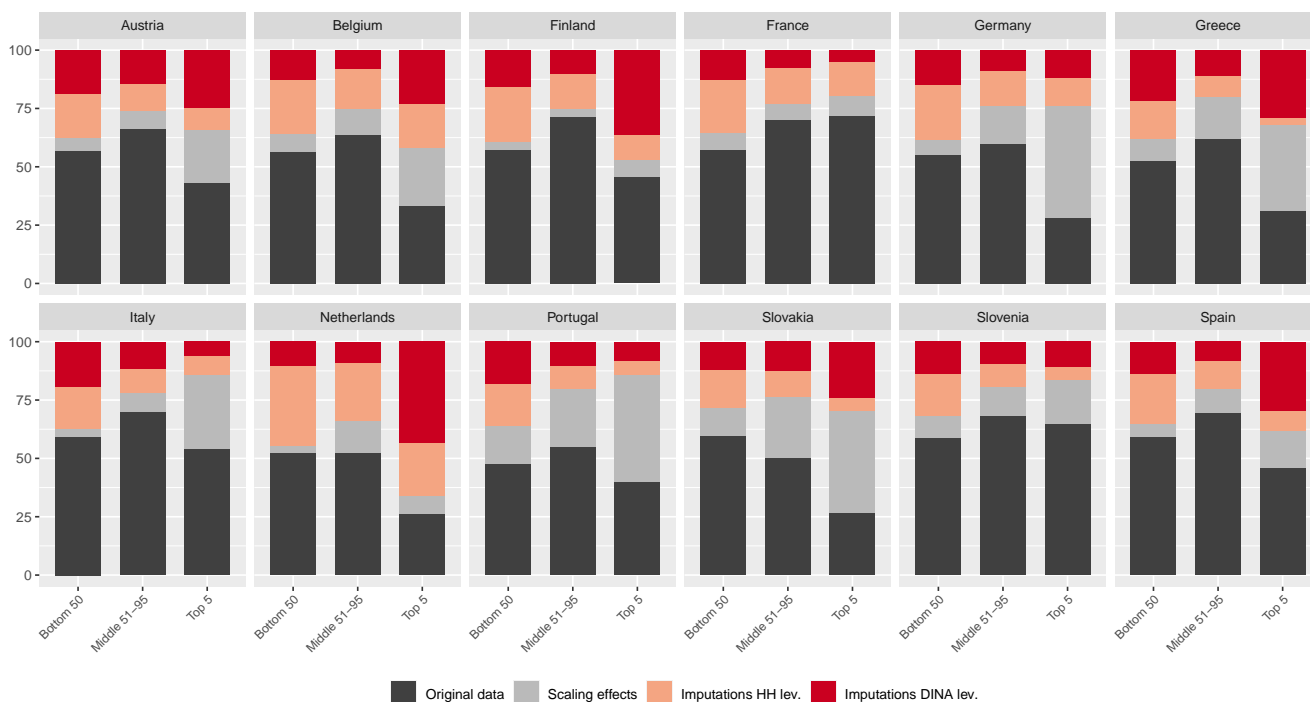 Austria Belgium Finland France Germany Greece
100
75
50
25
0
Italy Netherlands Portugal Slovakia Slovenia Spain
100
75
50
25
0
Bottom 50 Middle 51–95 Top 5 Bottom 50 Middle 51–95 Top 5 Bottom 50 Middle 51–95 Top 5 Bottom 50 Middle 51–95 Top 5 Bottom 50 Middle 51–95 Top 5 Bottom 50 Middle 51–95 Top 5
Original data Scaling effects Imputations HH lev. Imputations DINA lev.